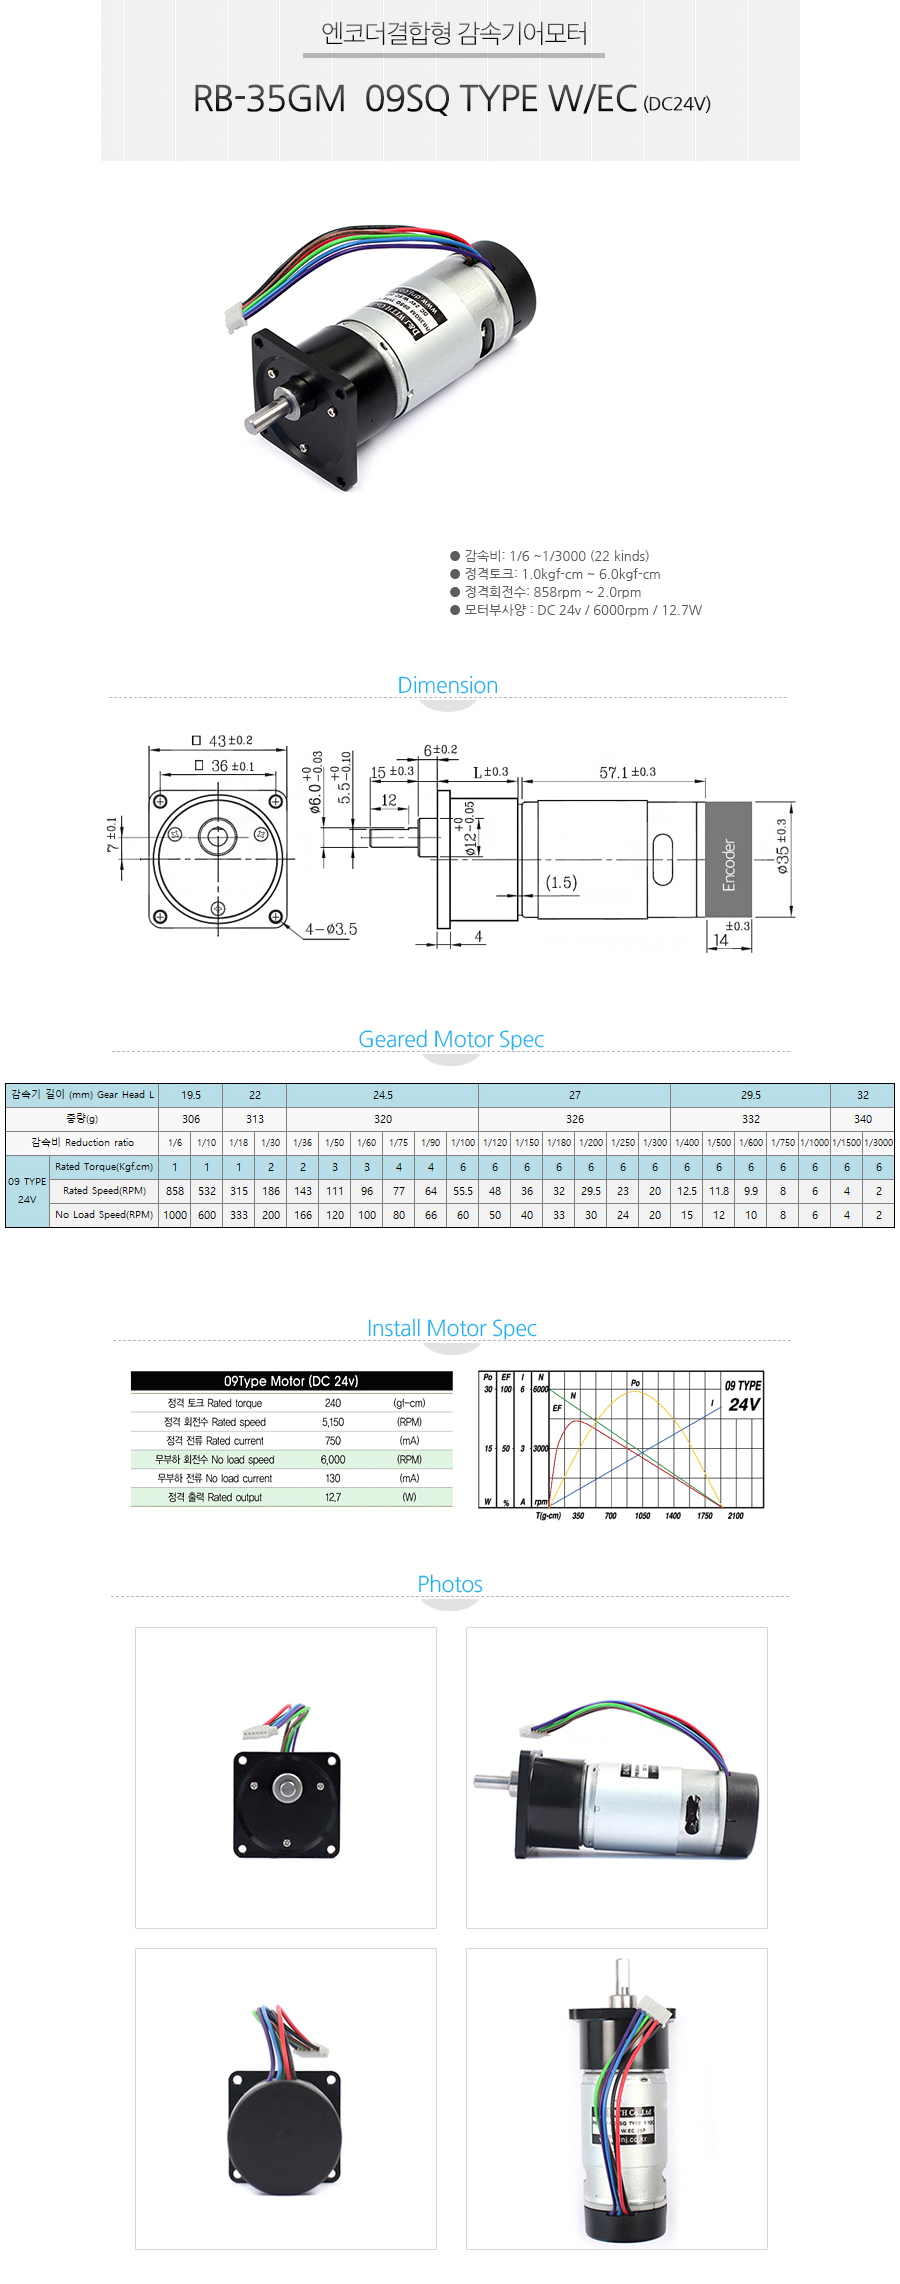 엔코더결합형 감속기어모터
RB-35GM 09SQ TYPE W/EC (DC24V)
● 감속비: 1/6 ~1/3000 (22 kinds)
● 정격토크: 1.0kgf-cm ~ 6.0kgf-cm
● 정격회전수: 858rpm ~ 2.0rpm
● 모터부사양 : DC 24v / 6000rpm / 12.7W
Dimension
□ 43±0.2
□ 36±0.1
7±0.1
4-ø3.5
6±0.2
15±0.3
12
ø6.0 +0 -0.03
5.5 +0 -0.10
L±0.3
57.1±0.3
ø12 +0 -0.05
(1.5)
4
Encoder
ø35±0.3
14 ±0.3
Geared Motor Spec
감속기 길이 (mm) Gear Head L 19.5 22 24.5 27 29.5 32
중량(g) 306 313 320 326 332 340
감속비 Reduction ratio 1/6 1/10 1/18 1/30 1/36 1/50 1/60 1/75 1/90 1/100 1/120 1/150 1/180 1/200 1/250 1/300 1/400 1/500 1/600 1/750 1/1000 1/1500 1/3000
09 TYPE 24V
Rated Torque(Kgf.cm) 1 1 1 2 2 3 3 4 4 6 6 6 6 6 6 6 6 6 6 6 6 6 6
Rated Speed(RPM) 858 532 315 186 143 111 96 77 64 55.5 48 36 32 29.5 23 20 12.5 11.8 9.9 8 6 4 2
No Load Speed(RPM) 1000 600 333 200 166 120 100 80 66 60 50 40 33 30 24 20 15 12 10 8 6 4 2
Install Motor Spec
09Type Motor (DC 24v)
정격 토크 Rated torque 240 (gf-cm)
정격 회전수 Rated speed 5,150 (RPM)
정격 전류 Rated current 750 (mA)
무부하 회전수 No load speed 6,000 (RPM)
무부하 전류 No load current 130 (mA)
정격 출력 Rated output 12.7 (W)
Po EF I N
30 100 6 6000
15 50 3 3000
W % A rpm
N
EF
Po
I
09 TYPE
24V
T(g-cm) 350 700 1050 1400 1750 2100
Photos